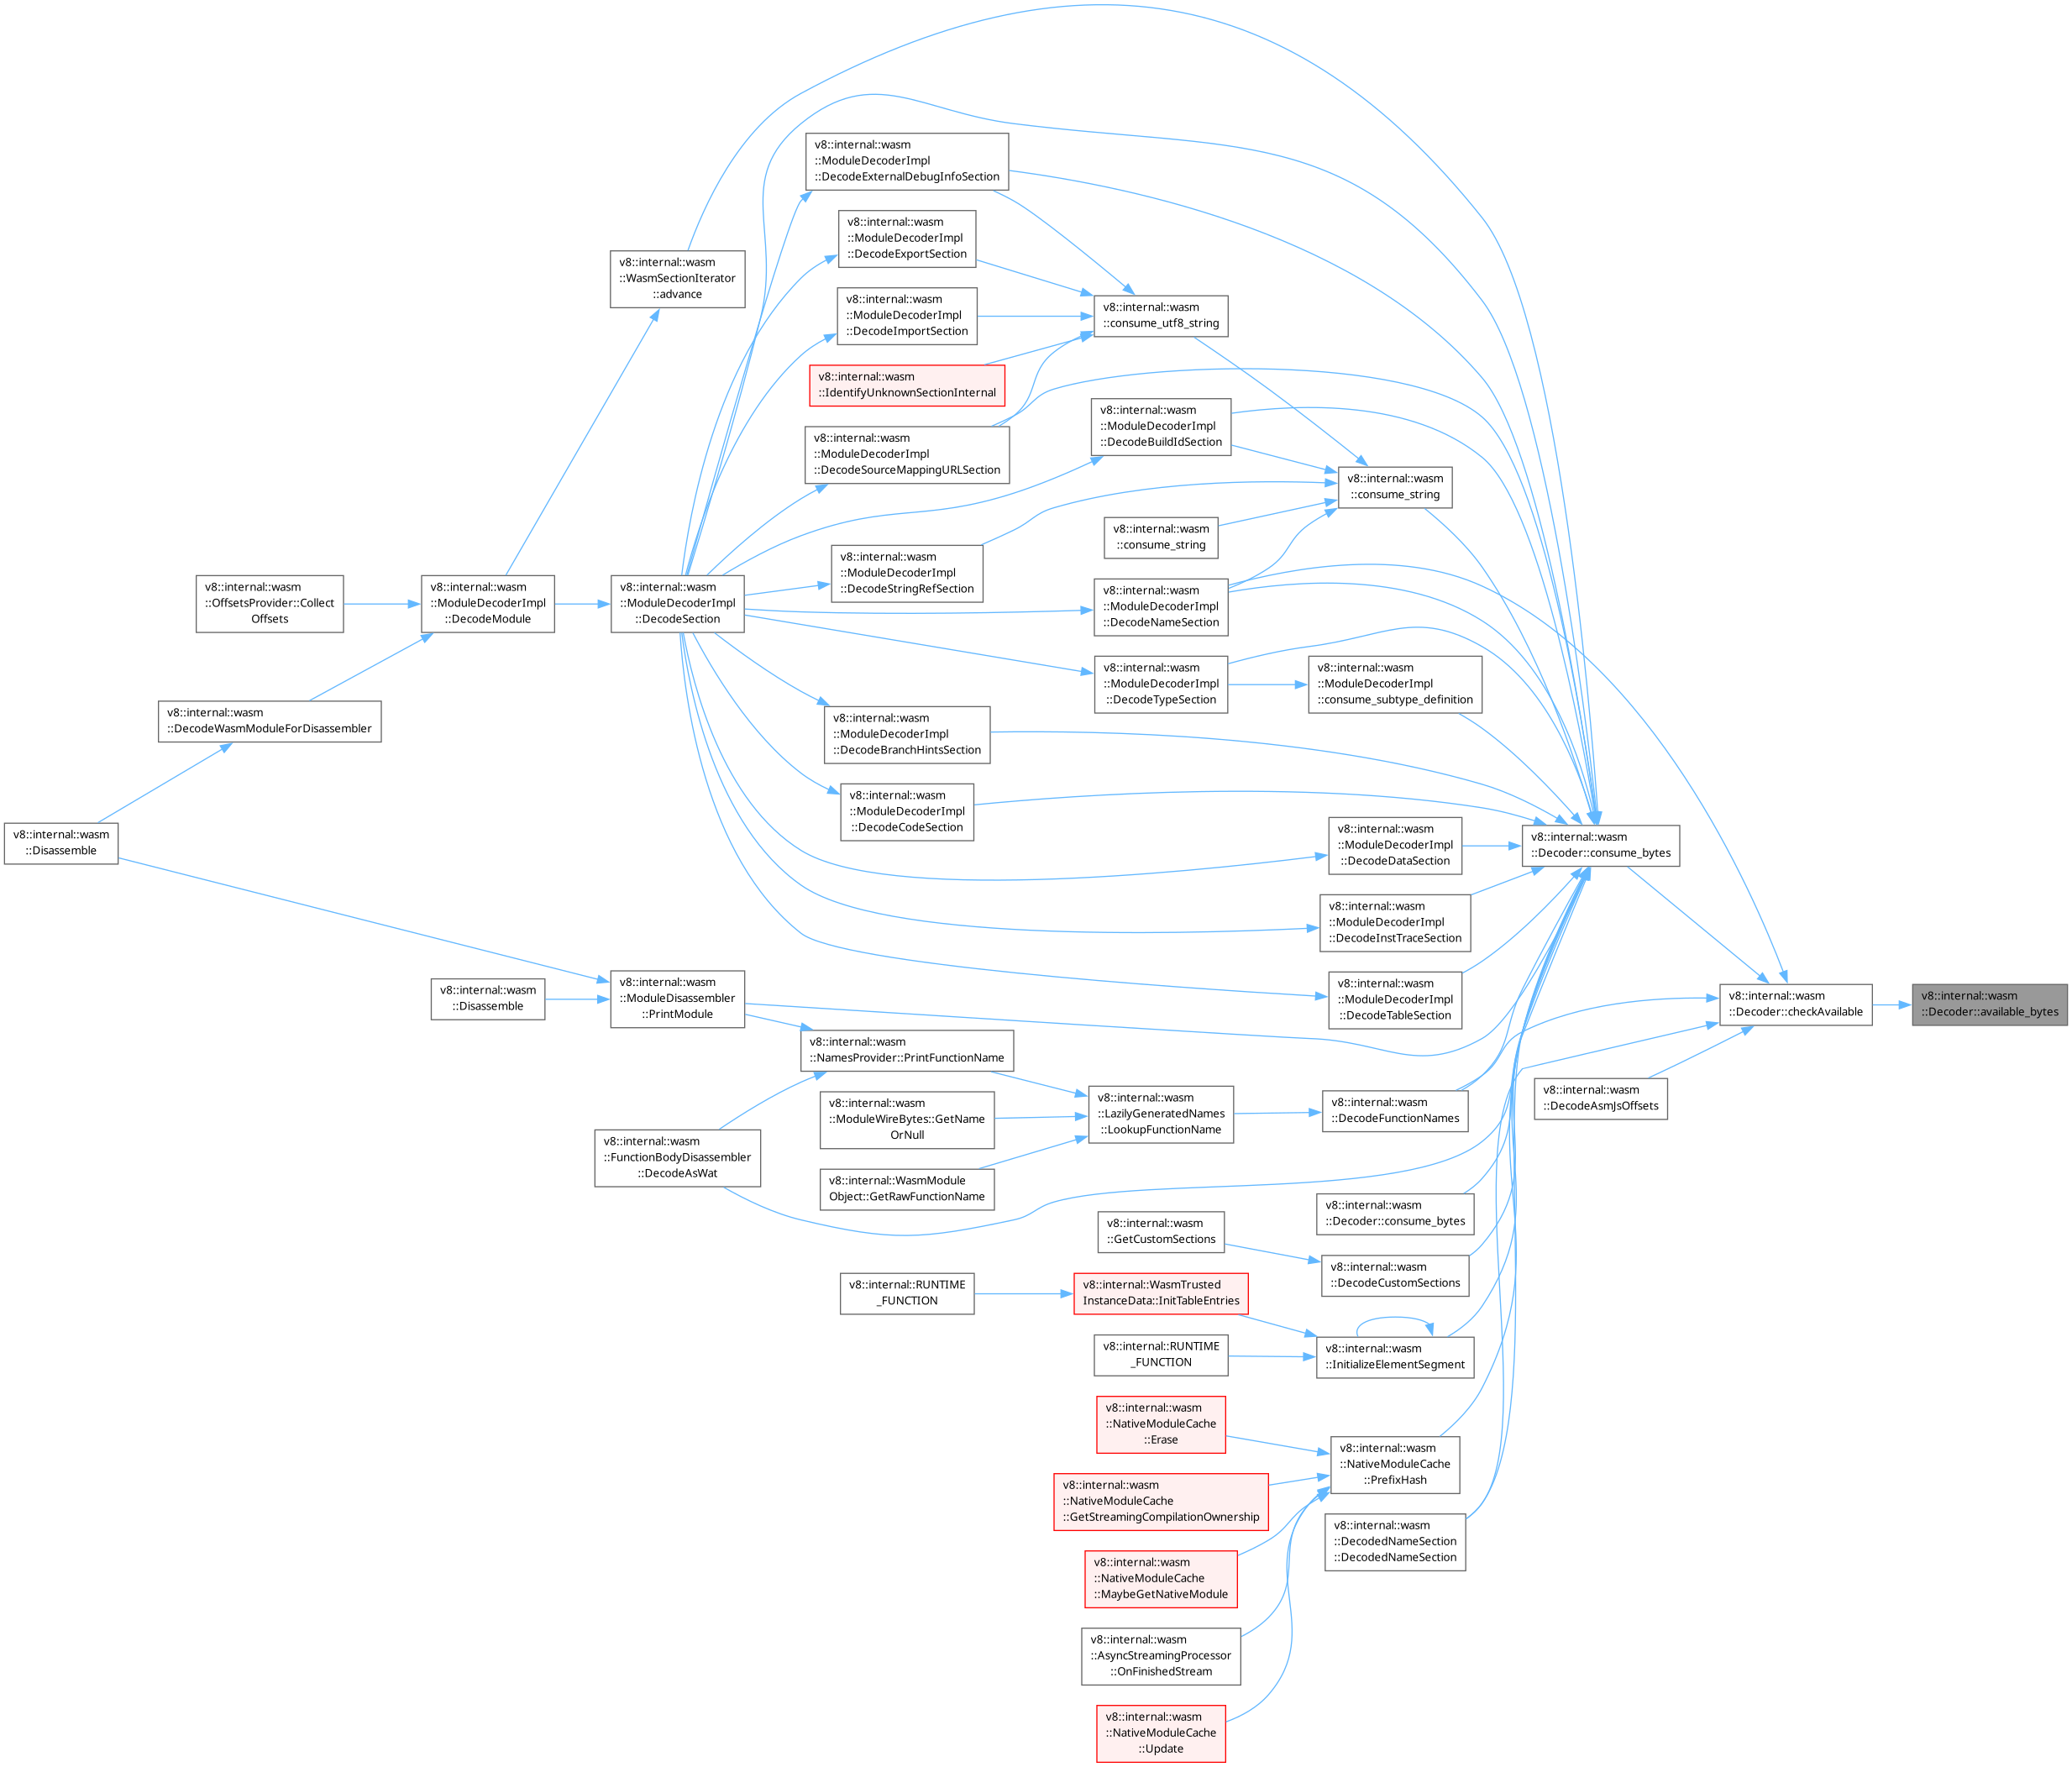 v8::internal::wasm
::ModuleDecoderImpl
::DecodeExternalDebugInfoSection
v8::internal::wasm
::ModuleDecoderImpl
::DecodeExportSection
v8::internal::wasm
::WasmSectionIterator
::advance
v8::internal::wasm
::ModuleDecoderImpl
::DecodeImportSection
v8::internal::wasm
::consume_utf8_string
v8::internal::wasm
::IdentifyUnknownSectionInternal
v8::internal::wasm
::ModuleDecoderImpl
::DecodeBuildIdSection
v8::internal::wasm
::ModuleDecoderImpl
::DecodeSourceMappingURLSection
v8::internal::wasm
::consume_string
v8::internal::wasm
::consume_string
v8::internal::wasm
::ModuleDecoderImpl
::DecodeStringRefSection
v8::internal::wasm
::OffsetsProvider::Collect
Offsets
v8::internal::wasm
::ModuleDecoderImpl
::DecodeModule
v8::internal::wasm
::ModuleDecoderImpl
::DecodeSection
v8::internal::wasm
::ModuleDecoderImpl
::DecodeNameSection
v8::internal::wasm
::ModuleDecoderImpl
::DecodeTypeSection
v8::internal::wasm
::ModuleDecoderImpl
::consume_subtype_definition
v8::internal::wasm
::DecodeWasmModuleForDisassembler
v8::internal::wasm
::ModuleDecoderImpl
::DecodeBranchHintsSection
v8::internal::wasm
::ModuleDecoderImpl
::DecodeCodeSection
v8::internal::wasm
::Disassemble
v8::internal::wasm
::ModuleDecoderImpl
::DecodeDataSection
v8::internal::wasm
::Decoder::consume_bytes
v8::internal::wasm
::ModuleDecoderImpl
::DecodeInstTraceSection
v8::internal::wasm
::Disassemble
v8::internal::wasm
::ModuleDisassembler
::PrintModule
v8::internal::wasm
::ModuleDecoderImpl
::DecodeTableSection
v8::internal::wasm
::Decoder::checkAvailable
v8::internal::wasm
::Decoder::available_bytes
v8::internal::wasm
::NamesProvider::PrintFunctionName
v8::internal::wasm
::ModuleWireBytes::GetName
OrNull
v8::internal::wasm
::LazilyGeneratedNames
::LookupFunctionName
v8::internal::wasm
::DecodeFunctionNames
v8::internal::wasm
::DecodeAsmJsOffsets
v8::internal::wasm
::FunctionBodyDisassembler
::DecodeAsWat
v8::internal::WasmModule
Object::GetRawFunctionName
v8::internal::wasm
::Decoder::consume_bytes
v8::internal::wasm
::GetCustomSections
v8::internal::wasm
::DecodeCustomSections
v8::internal::RUNTIME
_FUNCTION
v8::internal::WasmTrusted
InstanceData::InitTableEntries
v8::internal::RUNTIME
_FUNCTION
v8::internal::wasm
::InitializeElementSegment
v8::internal::wasm
::NativeModuleCache
::Erase
v8::internal::wasm
::NativeModuleCache
::PrefixHash
v8::internal::wasm
::NativeModuleCache
::GetStreamingCompilationOwnership
v8::internal::wasm
::DecodedNameSection
::DecodedNameSection
v8::internal::wasm
::NativeModuleCache
::MaybeGetNativeModule
v8::internal::wasm
::AsyncStreamingProcessor
::OnFinishedStream
v8::internal::wasm
::NativeModuleCache
::Update